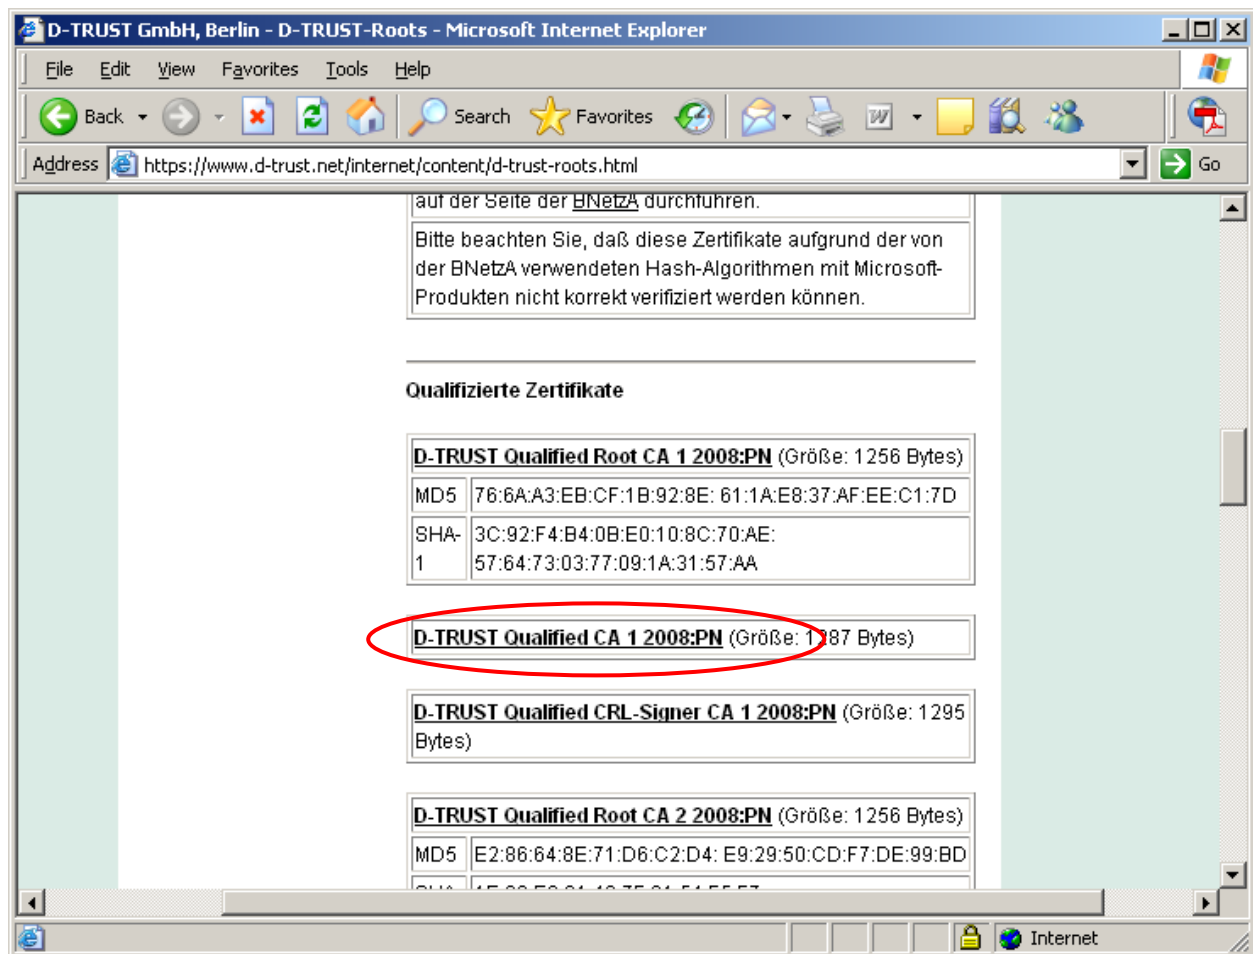 D-TRUST GmbH, Berlin - D-TRUST-Roots - Microsoft Internet Explorer
File Edit View Favorites Tools Help
Back Search Favorites
Address https://www.d-trust.net/internet/content/d-trust-roots.html Go
auf der Seite der BNetzA durchführen.
Bitte beachten Sie, daß diese Zertifikate aufgrund der von
der BNetzA verwendeten Hash-Algorithmen mit Microsoft-
Produkten nicht korrekt verifiziert werden können.
Qualifizierte Zertifikate
D-TRUST Qualified Root CA 1 2008:PN (Größe: 1256 Bytes)
MD5 76:6A:A3:EB:CF:1B:92:8E: 61:1A:E8:37:AF:EE:C1:7D
SHA- 3C:92:F4:B4:0B:E0:10:8C:70:AE:
1 57:64:73:03:77:09:1A:31:57:AA
D-TRUST Qualified CA 1 2008:PN (Größe: 1287 Bytes)
D-TRUST Qualified CRL-Signer CA 1 2008:PN (Größe: 1295
Bytes)
D-TRUST Qualified Root CA 2 2008:PN (Größe: 1256 Bytes)
MD5 E2:86:64:8E:71:D6:C2:D4: E9:29:50:CD:F7:DE:99:BD
Internet